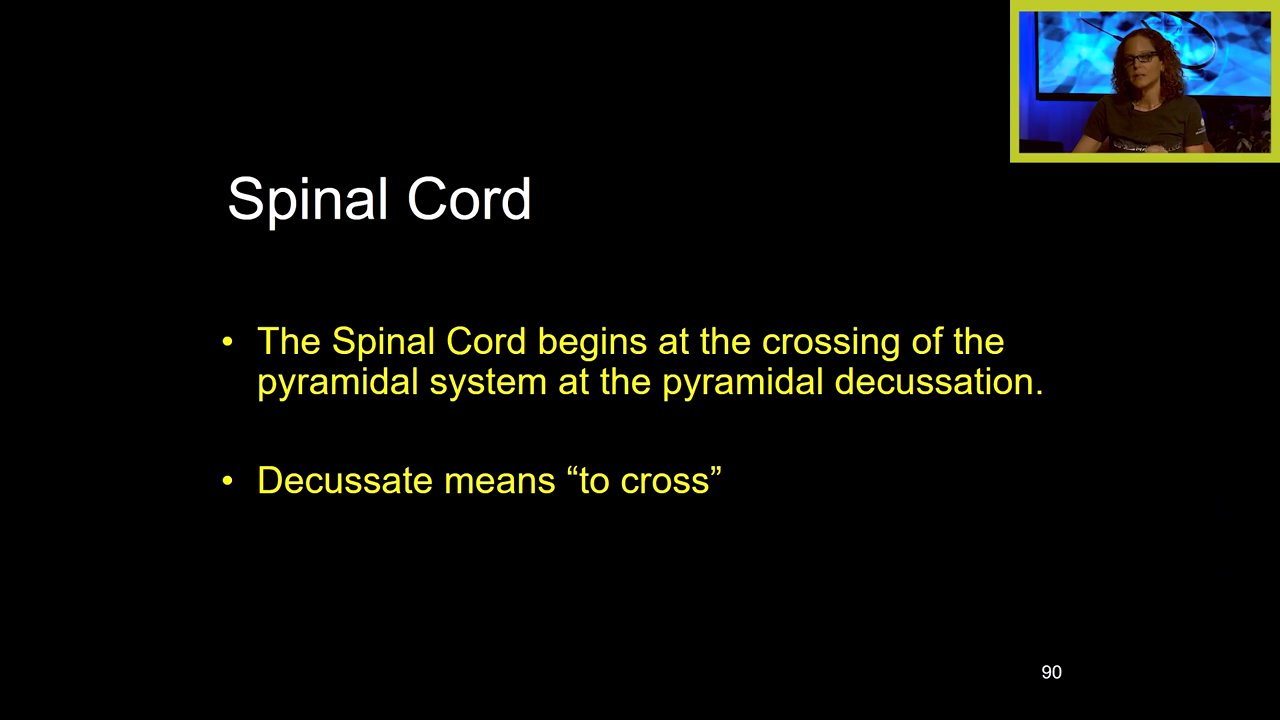 Spinal Cord
• The Spinal Cord begins at the crossing of the
pyramidal system at the pyramidal decussation.
• Decussate means “to cross”
90